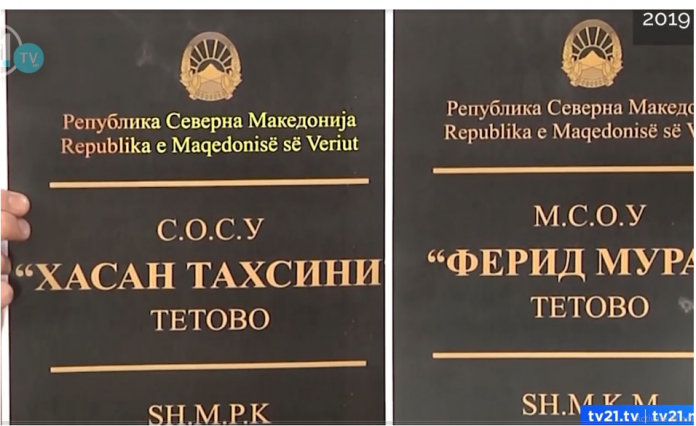 2019
TV
Република Северна Македонија
Republika e Maqedonisë së Veriut
С.О.С.У
“ХАСАН ТАХСИНИ
ТЕТОВО
SH.M.P.K
Република Северна Македо
Republika e Maqedonisë së V
М.С.О.У
“ФЕРИД МУРА
ТЕТОВО
SH.M.K.M
tv21.tv | tv21.m